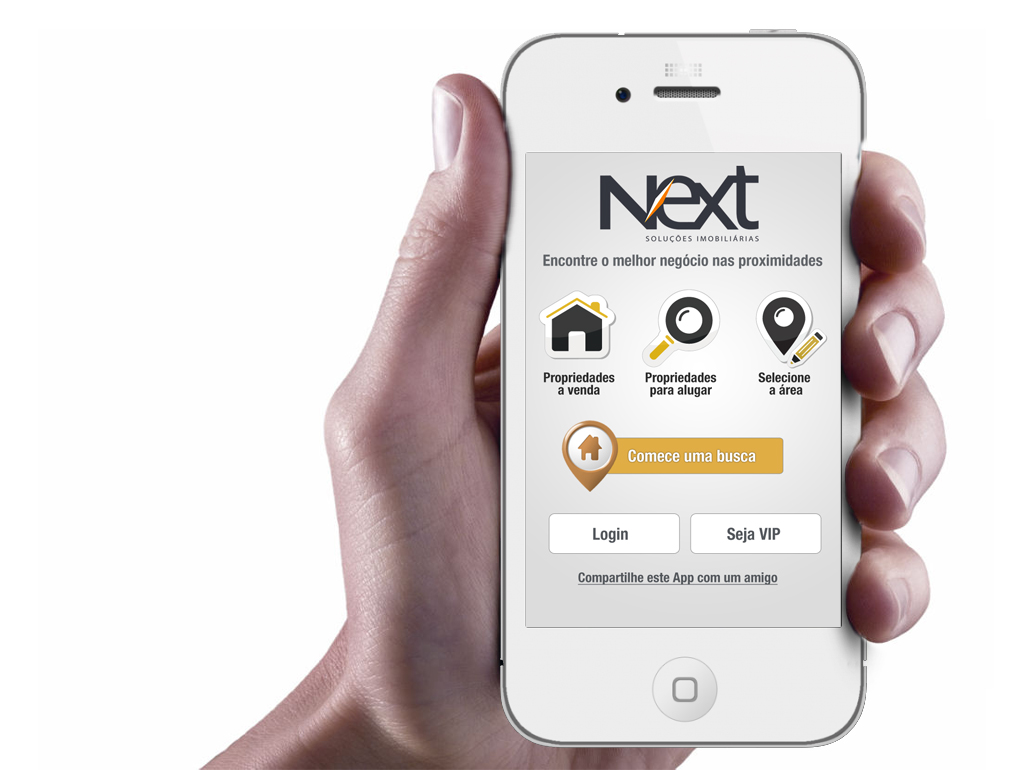 Next
SOLUÇÕES IMOBILIÁRIAS
Encontre o melhor negócio nas proximidades
Propriedades
a venda
Propriedades
para alugar
Selecione
a área
Comece uma busca
Login
Seja VIP
Compartilhe este App com um amigo